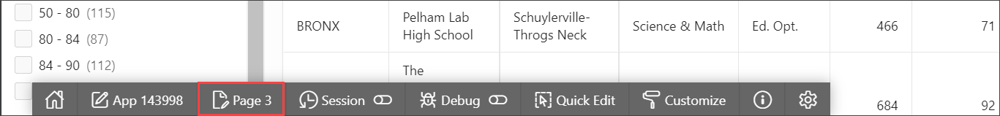 50 - 80 (115)
80 - 84 (87)
84 - 90 (112)
BRONX
Pelham Lab
High School
Schuylerville-
Throgs Neck
Science & Math
Ed. Opt.
466
71
The
684
92
App 143998
Page 3
Session
Debug
Quick Edit
Customize